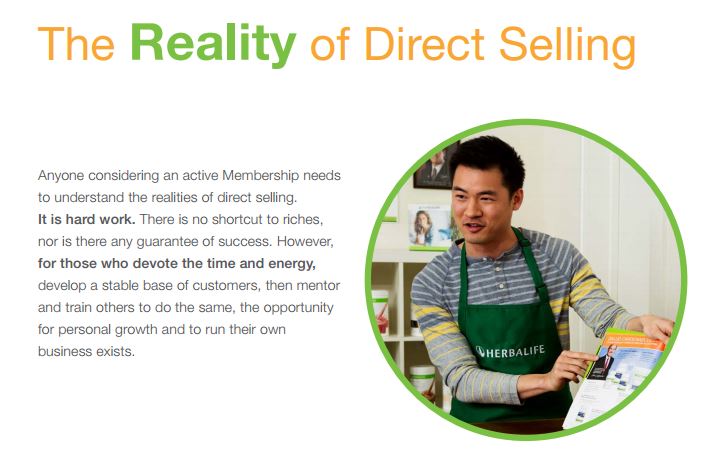 The Reality of Direct Selling
Anyone considering an active Membership needs
to understand the realities of direct selling.
It is hard work. There is no shortcut to riches,
nor is there any guarantee of success. However,
for those who devote the time and energy,
develop a stable base of customers, then mentor
and train others to do the same, the opportunity
for personal growth and to run their own
business exists.
HERBALIFE